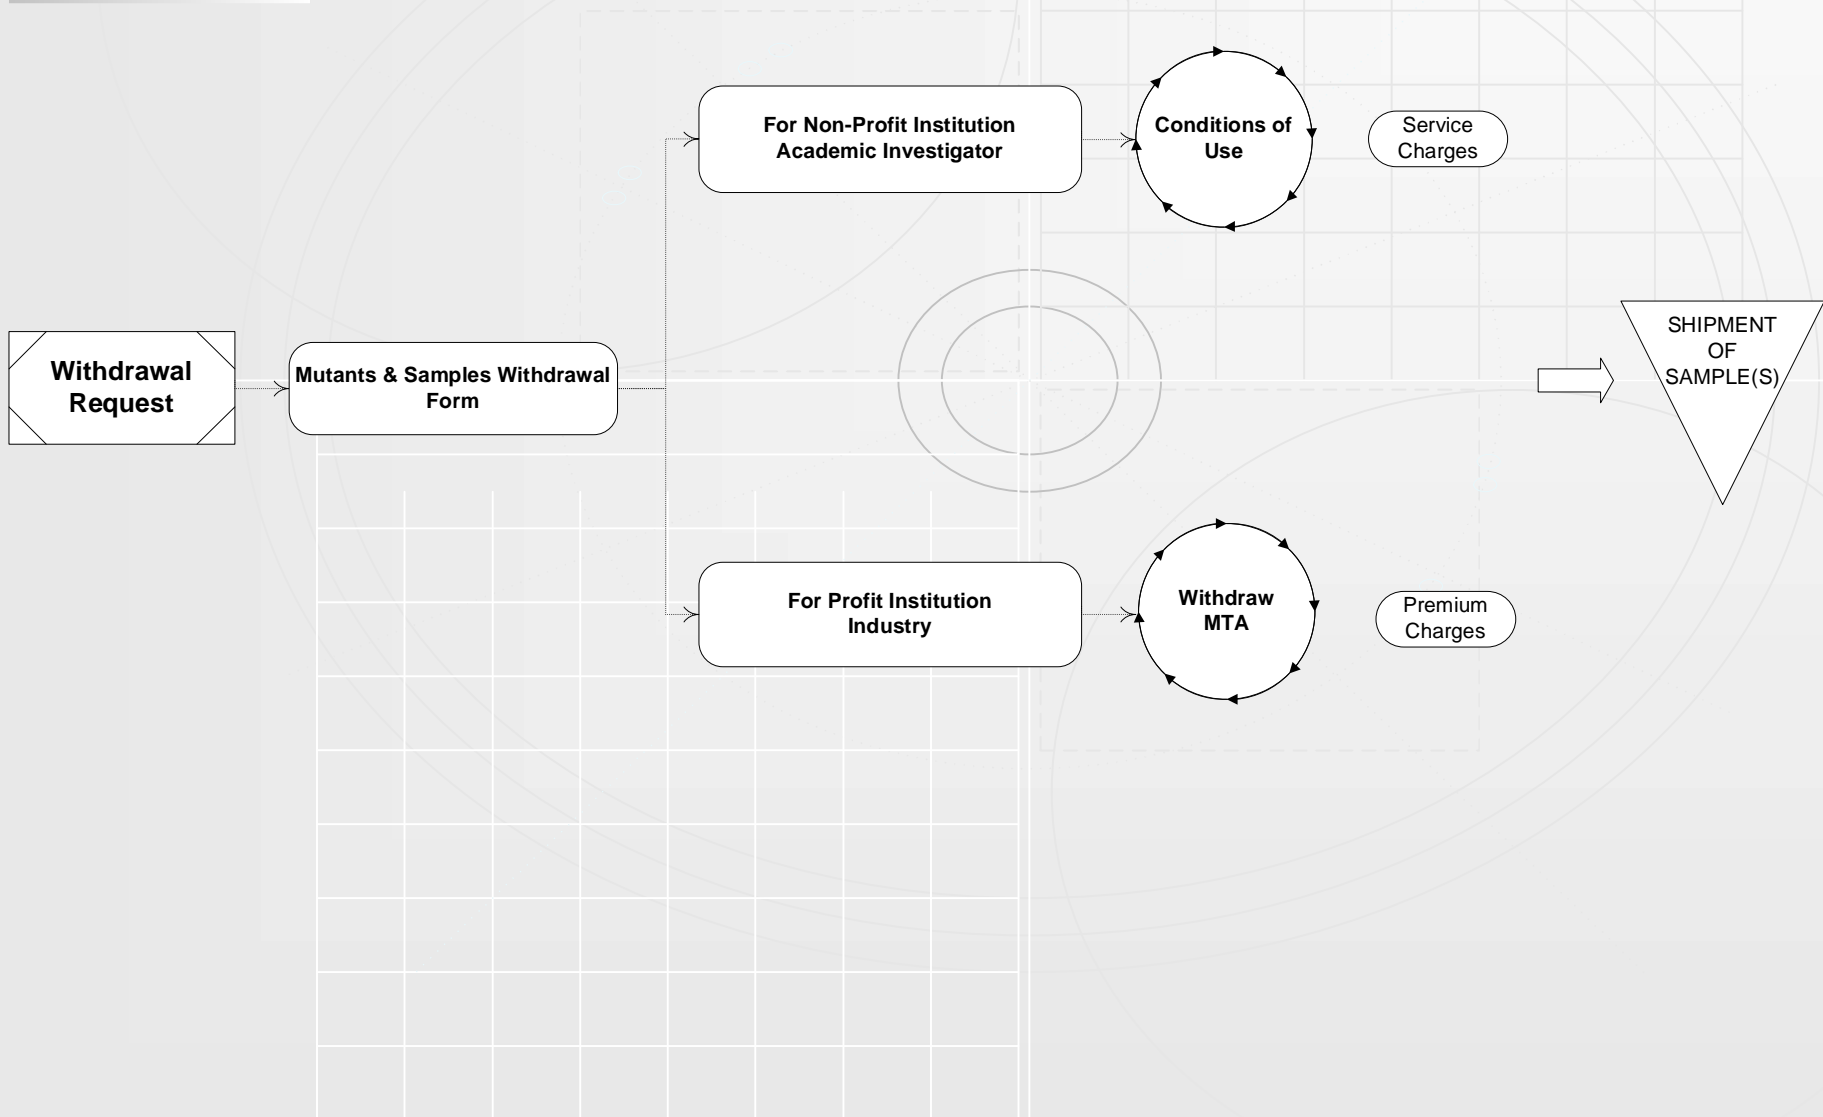 Withdrawal
Request
Mutants & Samples Withdrawal
Form
For Non-Profit Institution
Academic Investigator
Conditions of
Use
Service
Charges
For Profit Institution
Industry
Withdraw
MTA
Premium
Charges
SHIPMENT
OF
SAMPLE(S)